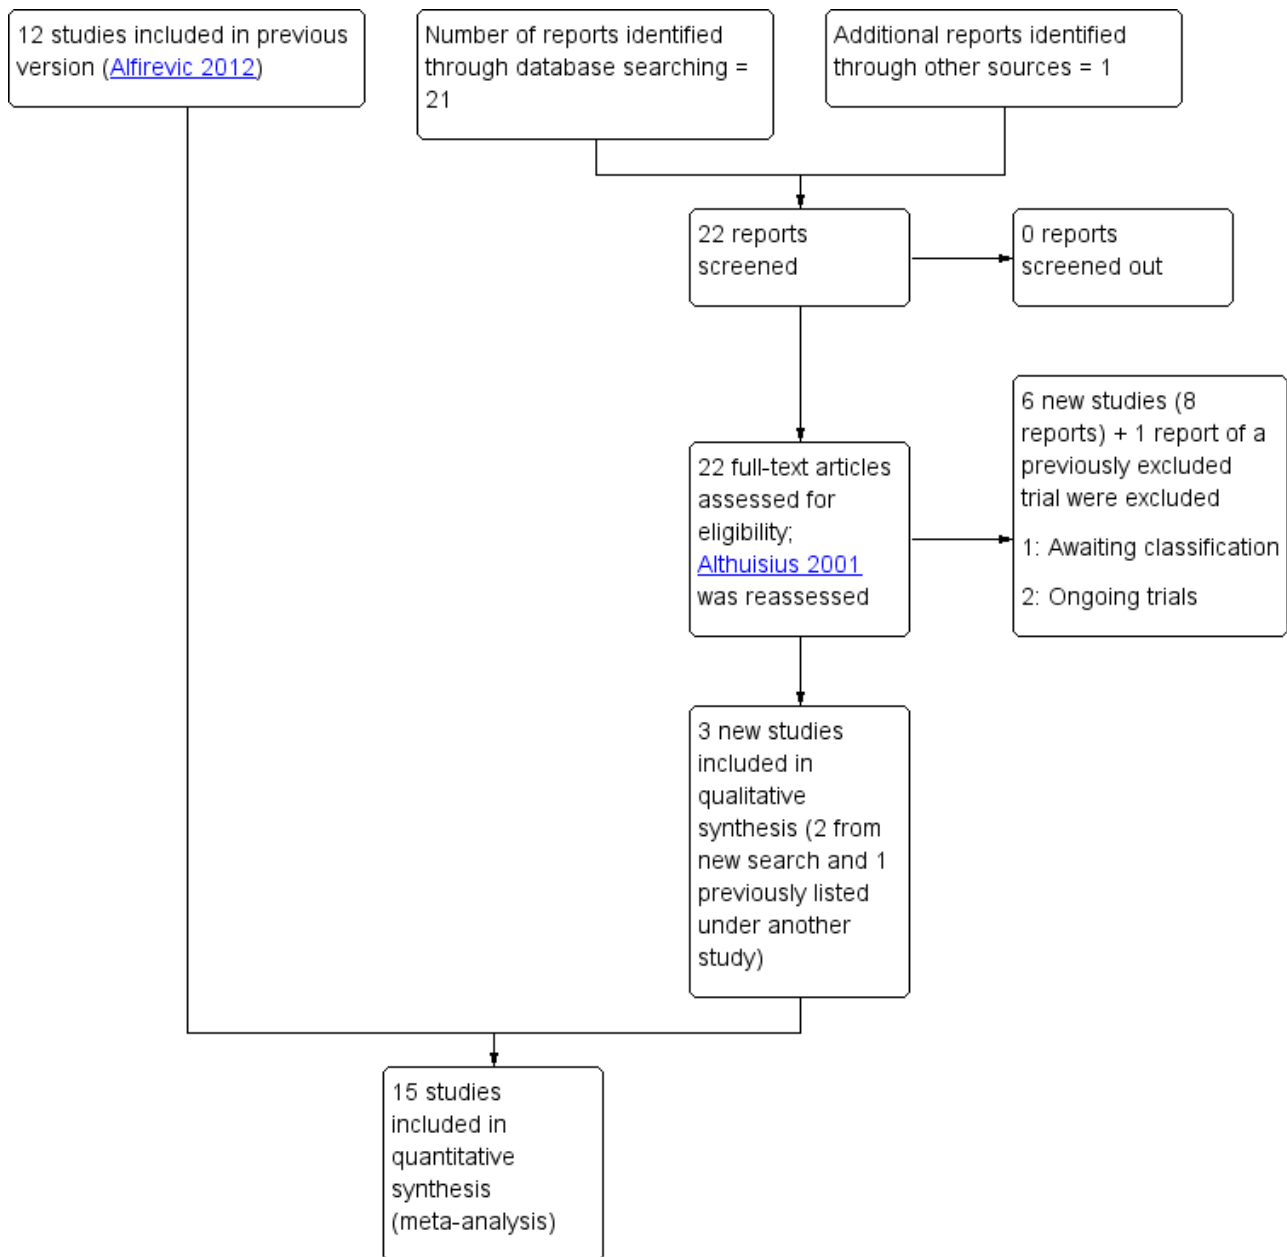 12 studies included in previous
version (Alfirevic 2012)
Number of reports identified
through database searching =
21
Additional reports identified
through other sources = 1
22 reports
screened
0 reports
screened out
22 full-text articles
assessed for
eligibility;
Althuisius 2001
was reassessed
6 new studies (8
reports) + 1 report of a
previously excluded
trial were excluded
1: Awaiting classification
2: Ongoing trials
3 new studies
included in
qualitative
synthesis (2 from
new search and 1
previously listed
under another
study)
15 studies
included in
quantitative
synthesis
(meta-analysis)